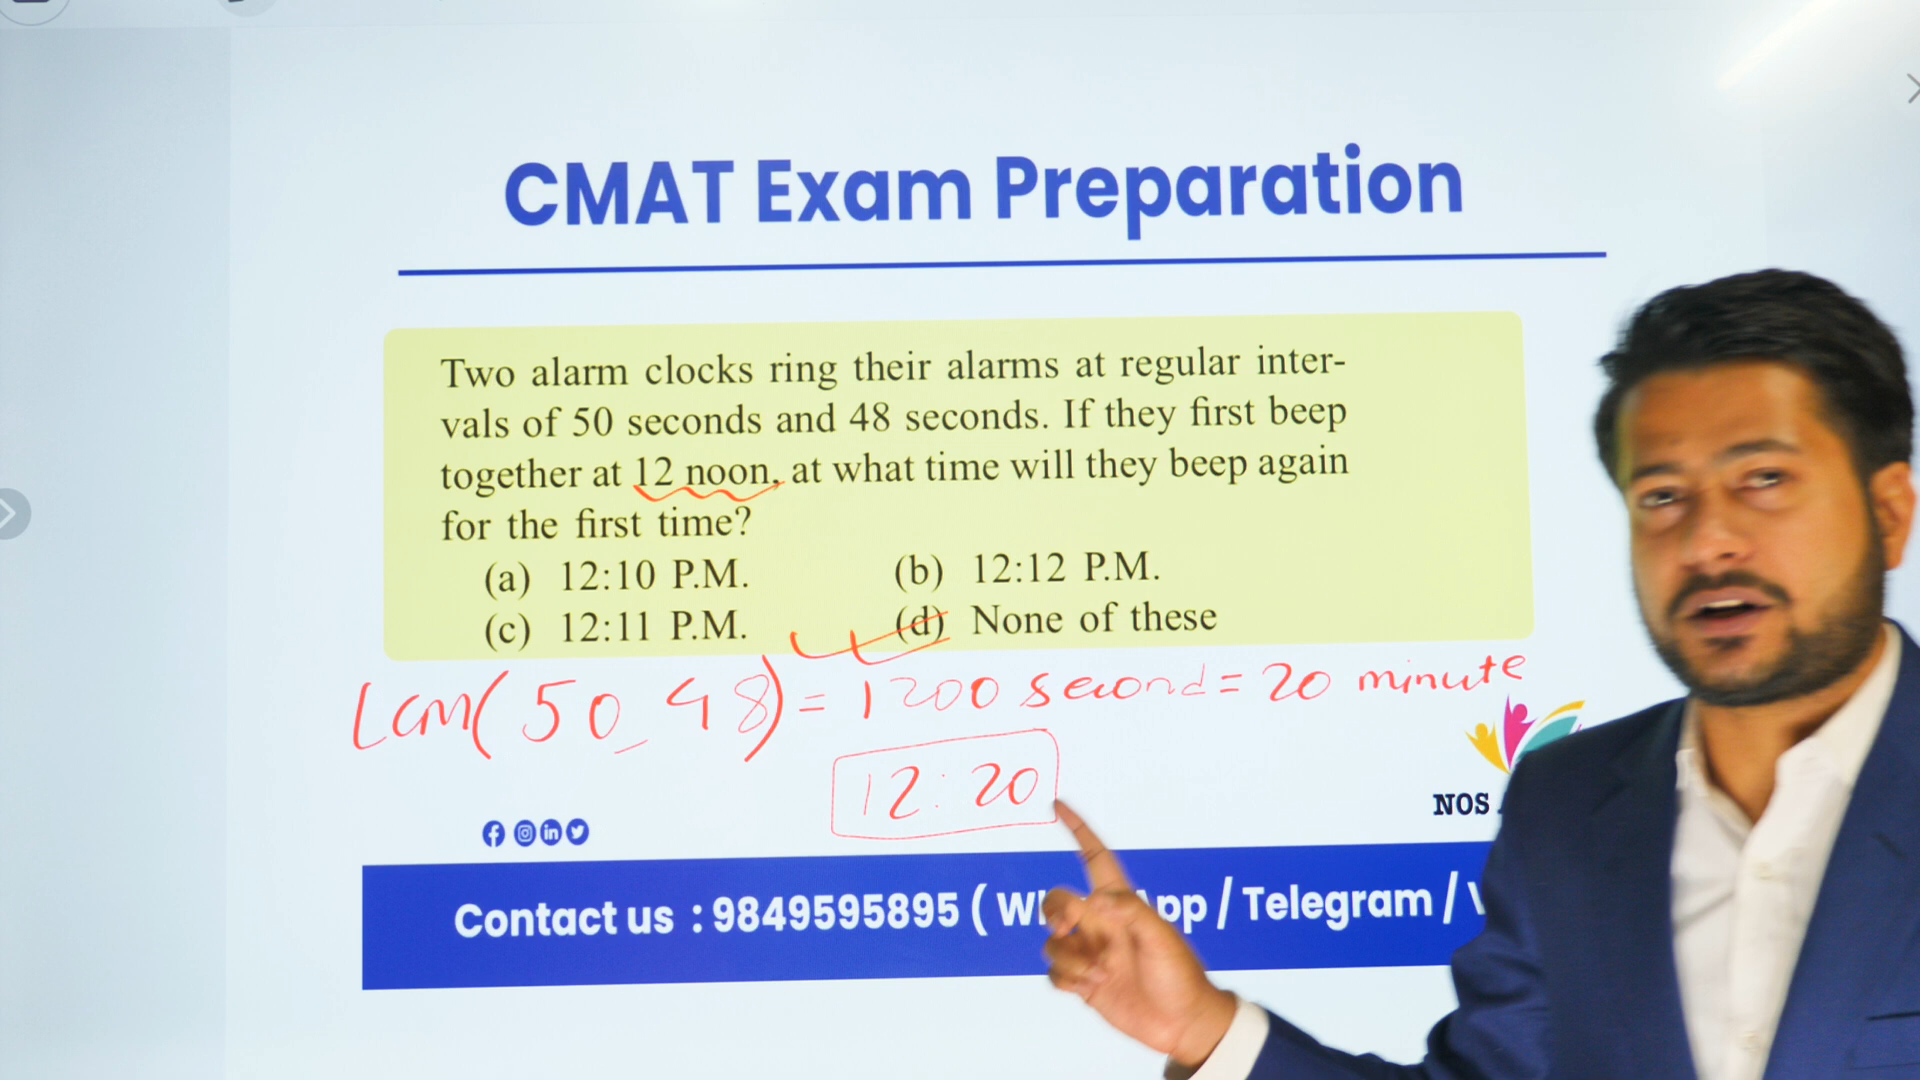 CMAT Exam Preparation
Two alarm clocks ring their alarms at regular inter-
vals of 50 seconds and 48 seconds. If they first beep
together at 12 noon, at what time will they beep again
for the first time?
(a) 12:10 P.M. (b) 12:12 P.M.
(c) 12:11 P.M. (d) None of these
Lcm(50, 48) = 1200 second = 20 minute
12:20
NOS
Contact us : 9849595895 ( / Telegram /